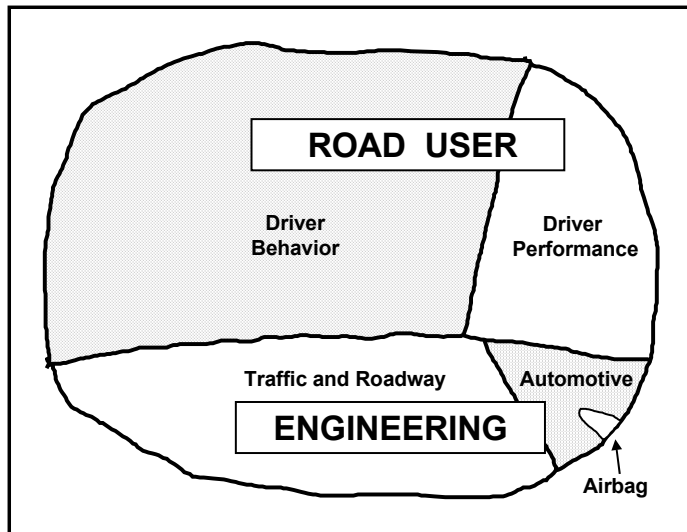 ROAD USER
Driver
Behavior
Driver
Performance
Traffic and Roadway
Automotive
ENGINEERING
Airbag